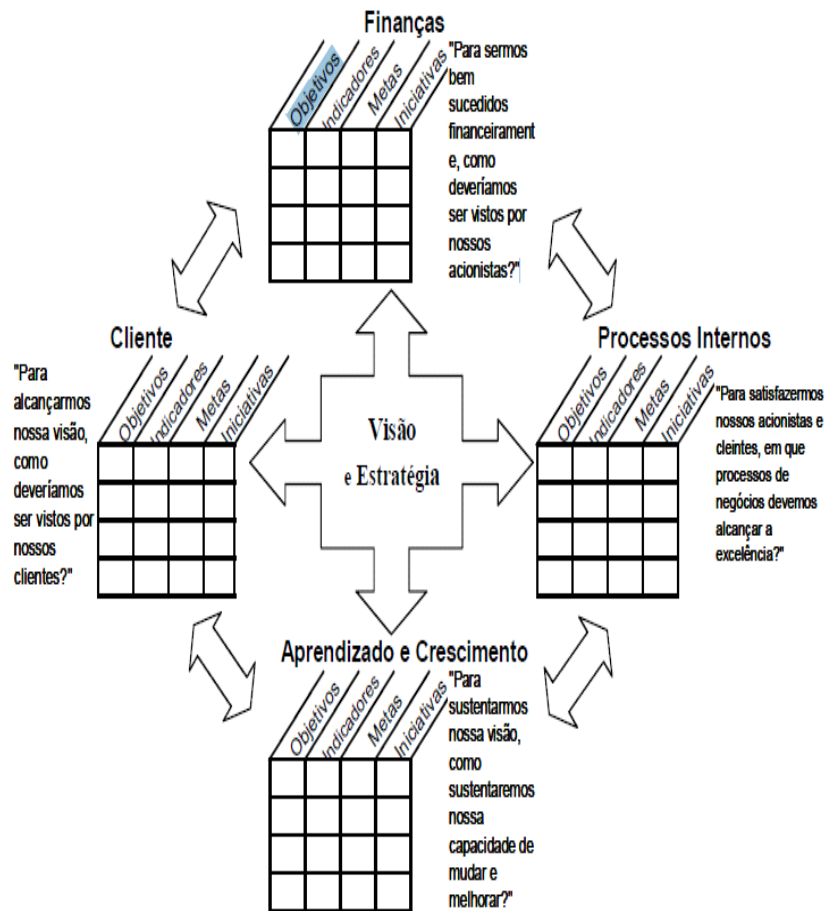 Finanças
Objetivos
Indicadores
Metas
Iniciativas
"Para sermos
bem
sucedidos
financeirament
e, como
deveríamos
ser vistos por
nossos
acionistas?"
Cliente
"Para
alcançarmos
nossa visão,
como
deveríamos
ser vistos por
nossos
clientes?"
Objetivos
Indicadores
Metas
Iniciativas
Visão
e Estratégia
Processos Internos
Objetivos
Indicadores
Metas
Iniciativas
"Para satisfazermos
nossos acionistas e
cleintes, em que
processos de
negócios devemos
alcançar a
excelência?"
Aprendizado e Crescimento
Objetivos
Indicadores
Metas
Iniciativas
"Para
sustentarmos
nossa visão,
como
sustentaremos
nossa
capacidade de
mudar e
melhorar?"